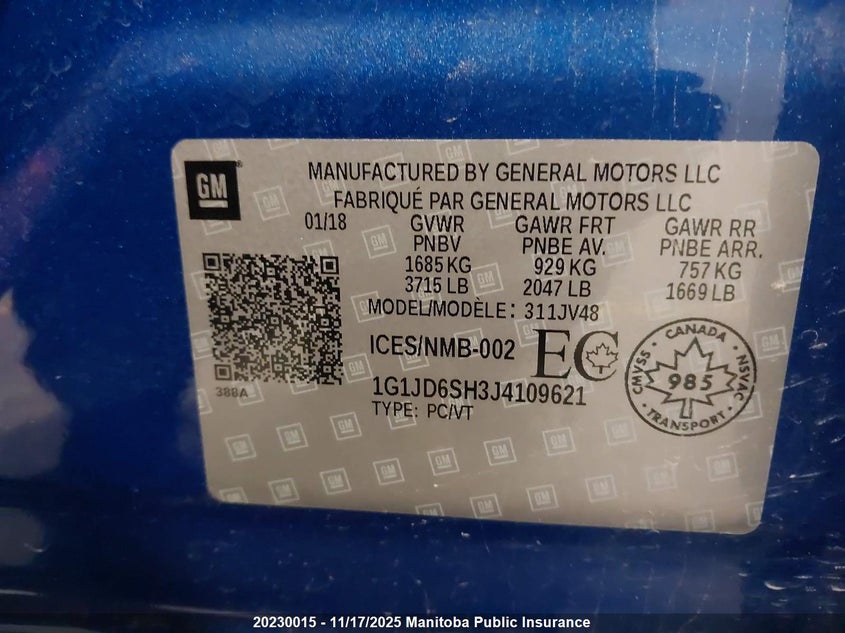 GM
MANUFACTURED BY GENERAL MOTORS LLC
FABRIQUÉ PAR GENERAL MOTORS LLC
01/18 GVWR GAWR FRT GAWR RR
PNBV PNBE AV. PNBE ARR.
1685 KG 929 KG 757 KG
3715 LB 2047 LB 1669 LB
MODEL/MODÈLE: 311JV48
ICES/NMB-002 EC
388A
1G1JD6SH3J4109621
TYPE: PC/VT
CANADA
CMVSS 985 NSVAC
TRANSPORT
20230015 - 11/17/2025 Manitoba Public Insurance